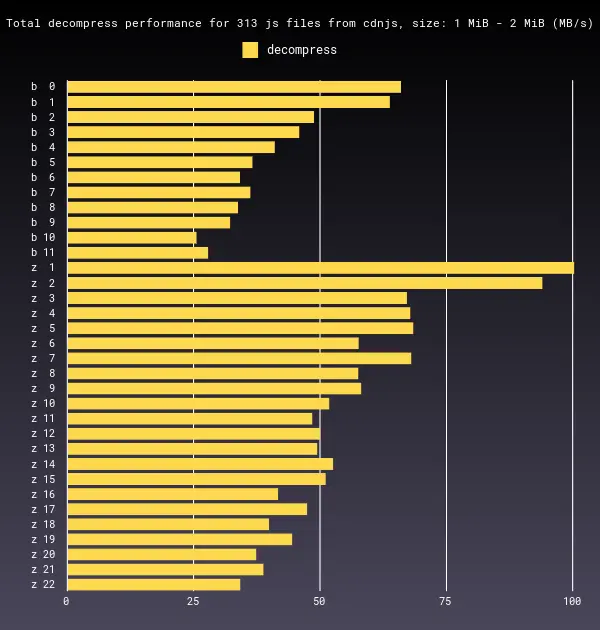 Total decompress performance for 313 js files from cdnjs, size: 1 MiB - 2 MiB (MB/s)
decompress
b 0
b 1
b 2
b 3
b 4
b 5
b 6
b 7
b 8
b 9
b 10
b 11
z 1
z 2
z 3
z 4
z 5
z 6
z 7
z 8
z 9
z 10
z 11
z 12
z 13
z 14
z 15
z 16
z 17
z 18
z 19
z 20
z 21
z 22
0 25 50 75 100